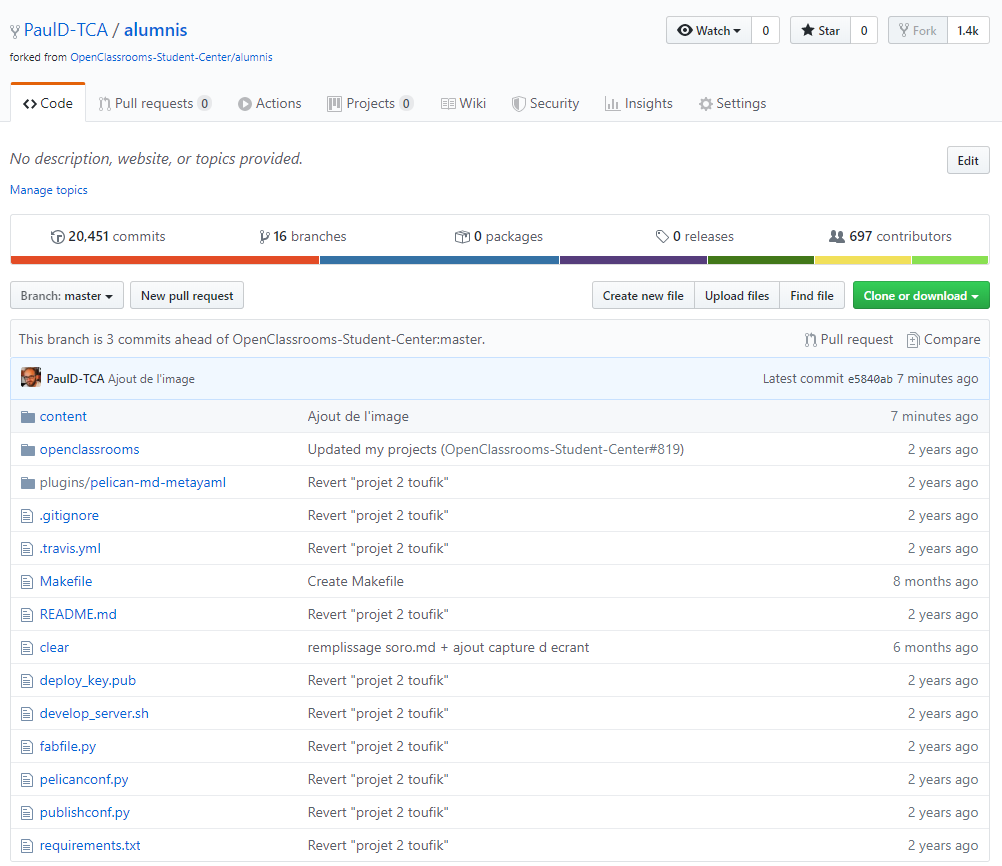 PaulD-TCA / alumnis
Watch 0 Star 0 Fork 1.4k
forked from OpenClassrooms-Student-Center/alumnis
Code Pull requests 0 Actions Projects 0 Wiki Security Insights Settings
No description, website, or topics provided.
Edit
Manage topics
20,451 commits 16 branches 0 packages 0 releases 697 contributors
Branch: master New pull request Create new file Upload files Find file Clone or download
This branch is 3 commits ahead of OpenClassrooms-Student-Center:master. Pull request Compare
PaulD-TCA Ajout de l'image Latest commit e5840ab 7 minutes ago
content Ajout de l'image 7 minutes ago
openclassrooms Updated my projects (OpenClassrooms-Student-Center#819) 2 years ago
plugins/pelican-md-metayaml Revert "projet 2 toufik" 2 years ago
.gitignore Revert "projet 2 toufik" 2 years ago
.travis.yml Revert "projet 2 toufik" 2 years ago
Makefile Create Makefile 8 months ago
README.md Revert "projet 2 toufik" 2 years ago
clear remplissage soro.md + ajout capture d ecrant 6 months ago
deploy_key.pub Revert "projet 2 toufik" 2 years ago
develop_server.sh Revert "projet 2 toufik" 2 years ago
fabfile.py Revert "projet 2 toufik" 2 years ago
pelicanconf.py Revert "projet 2 toufik" 2 years ago
publishconf.py Revert "projet 2 toufik" 2 years ago
requirements.txt Revert "projet 2 toufik" 2 years ago